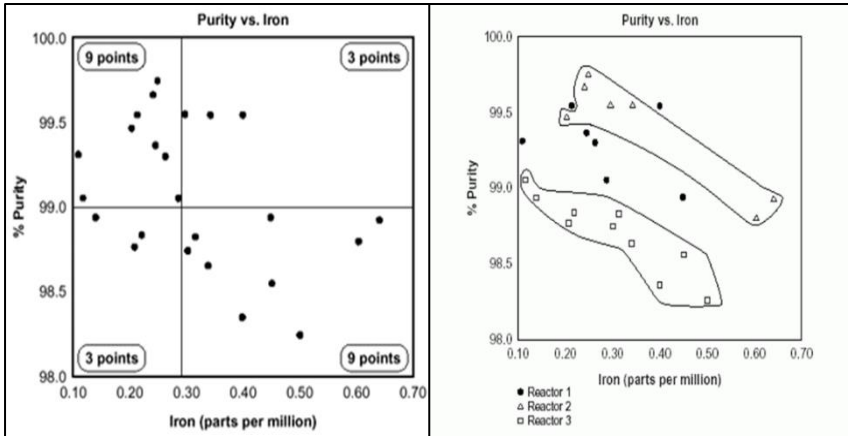 Purity vs. Iron
100.0
9 points
3 points
99.5
% Purity
99.0
98.5
3 points
9 points
98.0
0.10 0.20 0.30 0.40 0.50 0.60 0.70
Iron (parts per million)
Purity vs. Iron
100.0
99.5
% Purity
99.0
98.5
98.0
0.10 0.20 0.30 0.40 0.50 0.60 0.70
Iron (parts per million)
Reactor 1
Reactor 2
Reactor 3